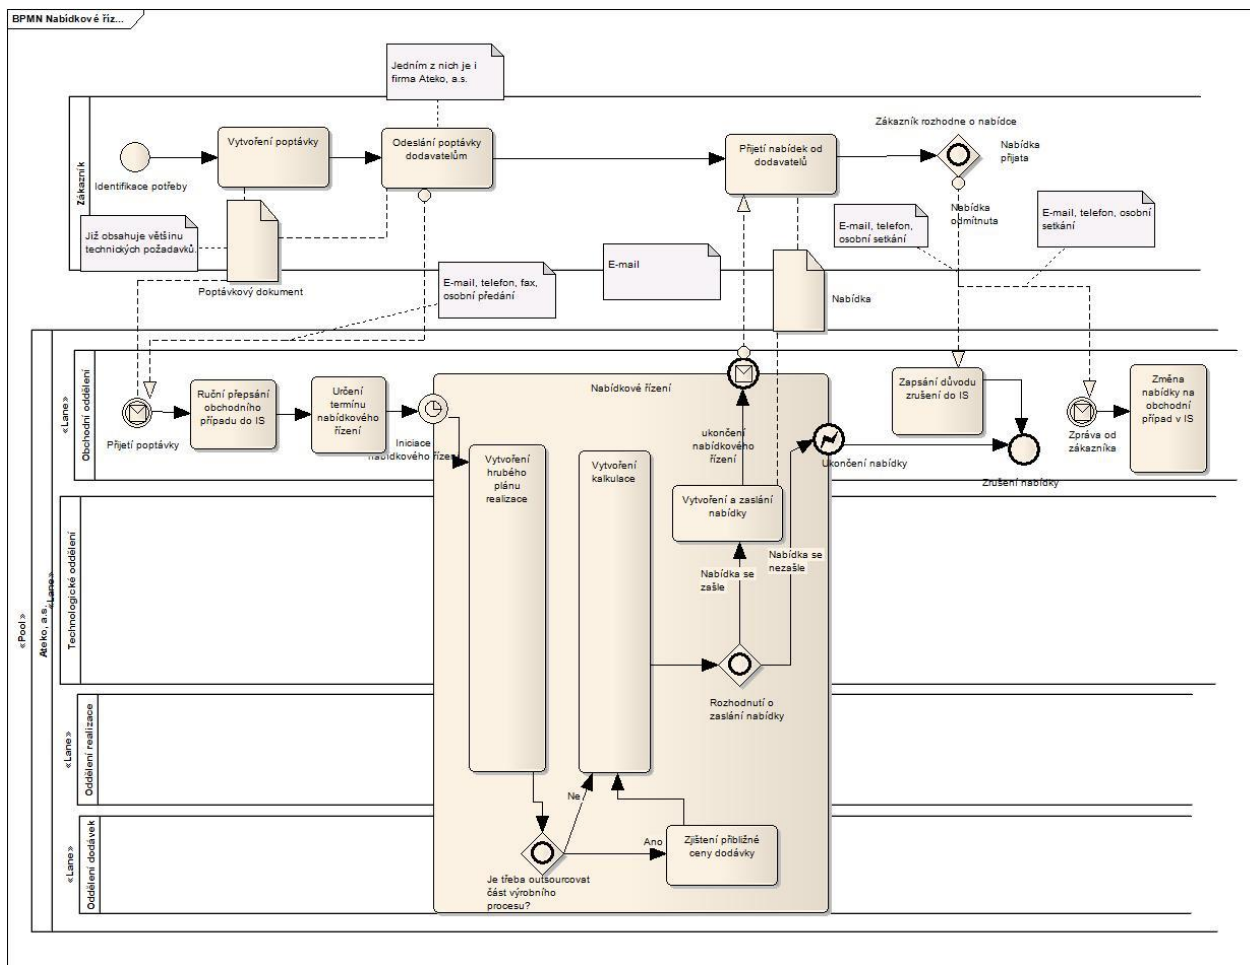 BPMN Nabídkové říz...
Jedním z nich je i
firma Ateko, a.s.
Zákazník
Identifikace potřeby
Vytvoření poptávky
Odeslání poptávky
dodavatelům
Přijetí nabídek od
dodavatelů
Zákazník rozhodne o nabídce
Nabídka
přijata
Nabídka
odmítnuta
Již obsahuje většinu
technických požadavků.
Poptávkový dokument
E-mail, telefon, fax,
osobní předání
E-mail
Nabídka
E-mail, telefon,
osobní setkání
E-mail, telefon, osobní
setkání
«Pool»
Ateko, a.s.
«Lane»
Obchodní oddělení
Přijetí poptávky
Ruční přepsání
obchodního
případu do IS
Určení
termínu
nabídkového
řízení
Iniciace
nabídkového řízení
Nabídkové řízení
Vytvoření
hrubého
plánu
realizace
Vytvoření
kalkulace
ukončení
nabídkového
řízení
Vytvoření a zaslání
nabídky
Ukončení nabídky
Zapsání důvodu
zrušení do IS
Zrušení nabídky
Zpráva od
zákazníka
Změna
nabídky na
obchodní
případ v IS
«Lane»
Technologické oddělení
Nabídka se
zašle
Nabídka se
nezašle
Rozhodnutí o
zaslání nabídky
«Lane»
Oddělení realizace
Ne
«Lane»
Oddělení dodávek
Ano
Zjištění přibližné
ceny dodávky
Je třeba outsourcovat
část výrobního
procesu?